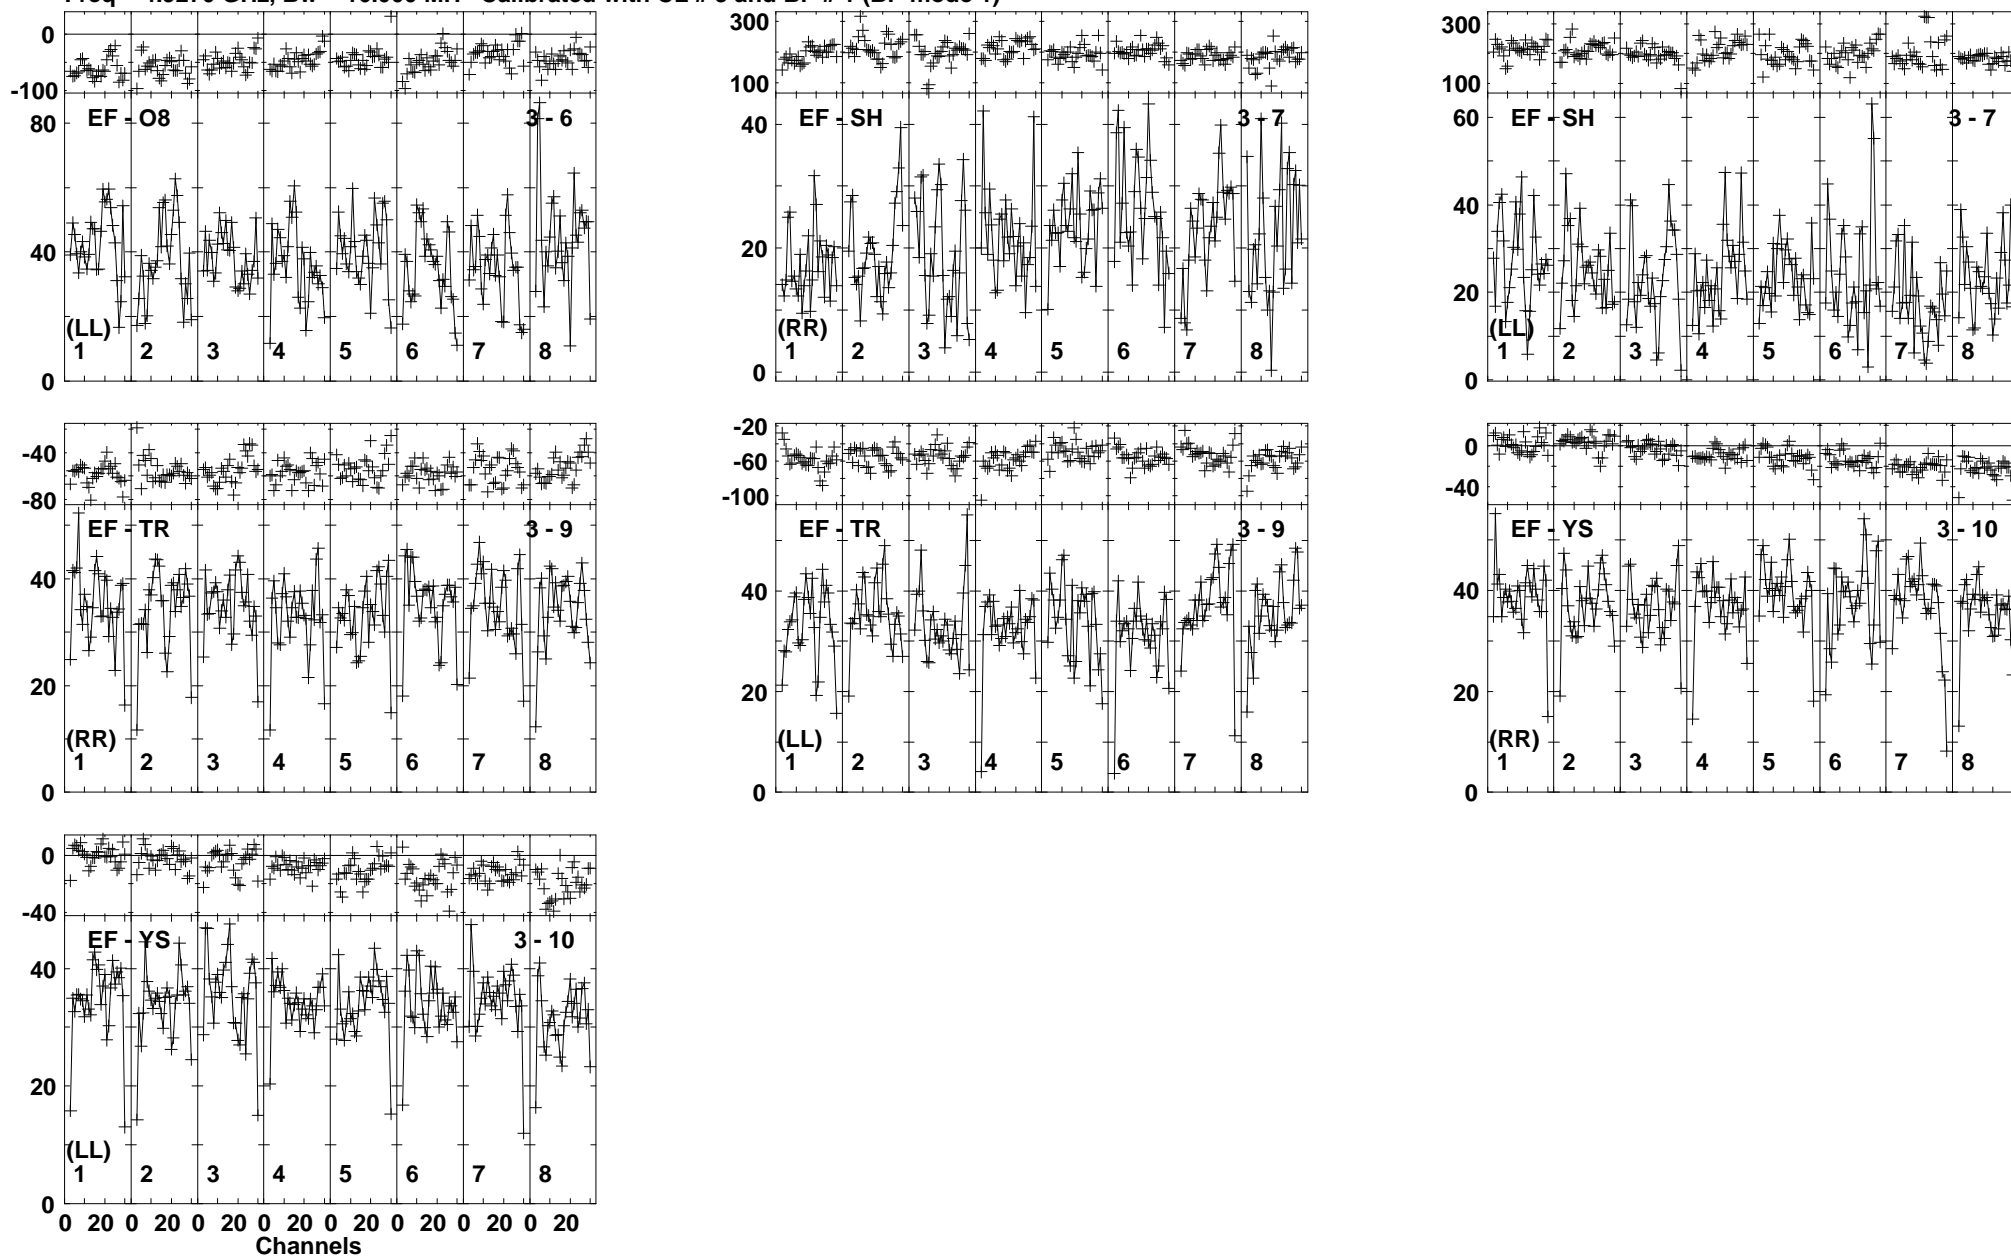 0 -100 300 100 300 100
EF - O8 3 - 6 EF - SH 3 - 7 EF - SH 3 - 7
80 40 0 40 20 0 60 40 20 0
(LL) (RR) (LL)
1 2 3 4 5 6 7 8 1 2 3 4 5 6 7 8 1 2 3 4 5 6 7 8
-40 -80 -20 -60 -100 0 -40
EF - TR 3 - 9 EF - TR 3 - 9 EF - YS 3 - 10
40 20 0 40 20 0 60 40 20 0
(RR) (LL) (RR)
1 2 3 4 5 6 7 8 1 2 3 4 5 6 7 8 1 2 3 4 5 6 7 8
0 -40
EF - YS 3 - 10
40 20 0
(LL)
1 2 3 4 5 6 7 8
0 20 0 20 0 20 0 20 0 20 0 20 0 20 0 20
Channels